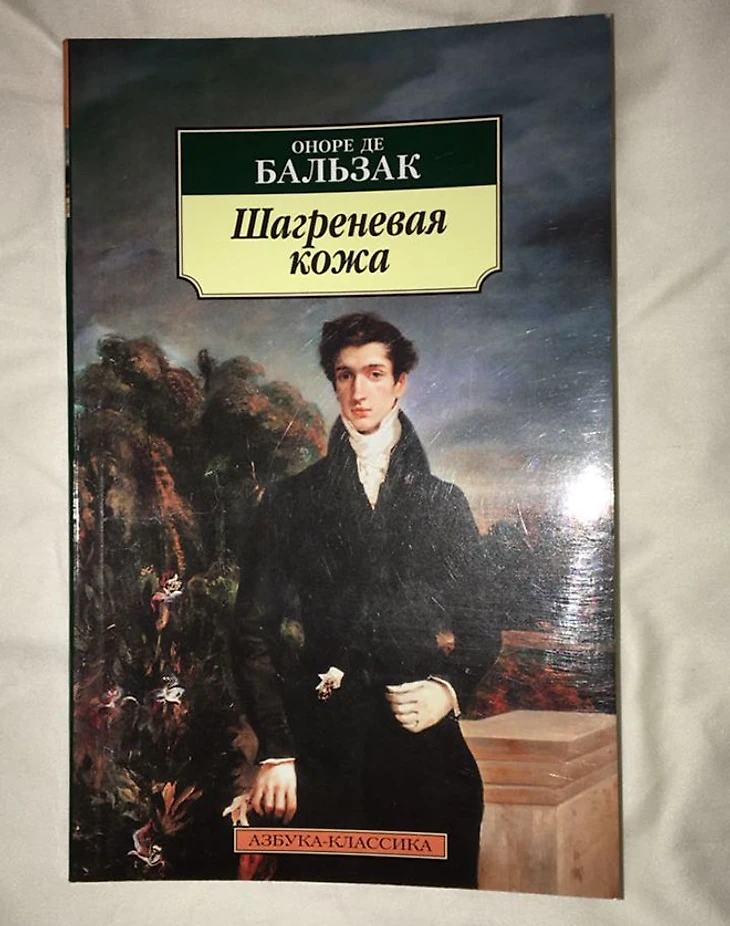 ОНОРЕ ДЕ
БАЛЬЗАК
Шагреневая
кожа
АЗБУКА-КЛАССИКА